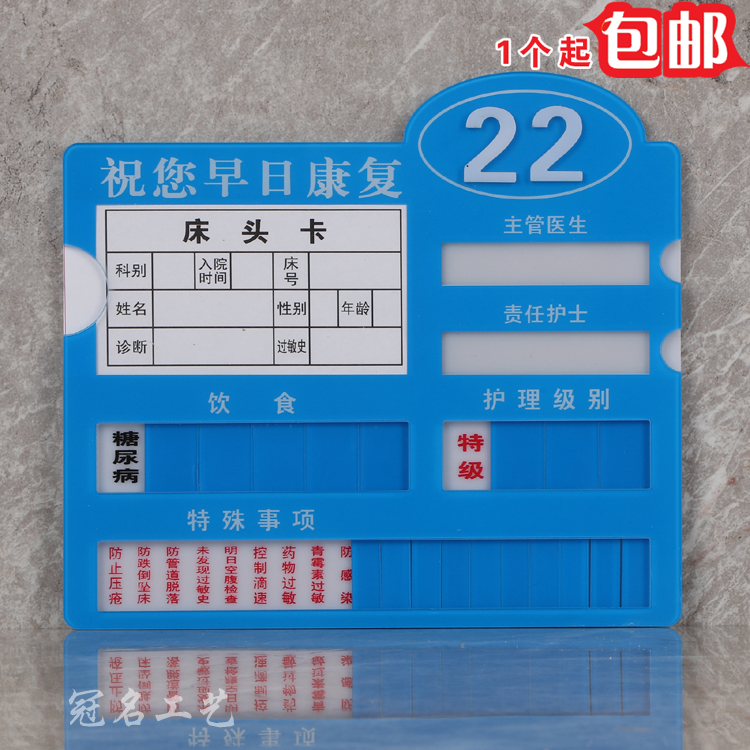 1个起包邮
22
祝您早日康复
床头卡
科别 入院时间 床号
姓名 性别 年龄
诊断 过敏史
主管医生
责任护士
饮食
糖尿病
护理级别
特级
特殊事项
防止压疮
防跌倒坠床
防管道脱落
未发现过敏史
明日空腹检查
控制滴速
药物过敏
青霉素过敏
防感染
冠名工艺